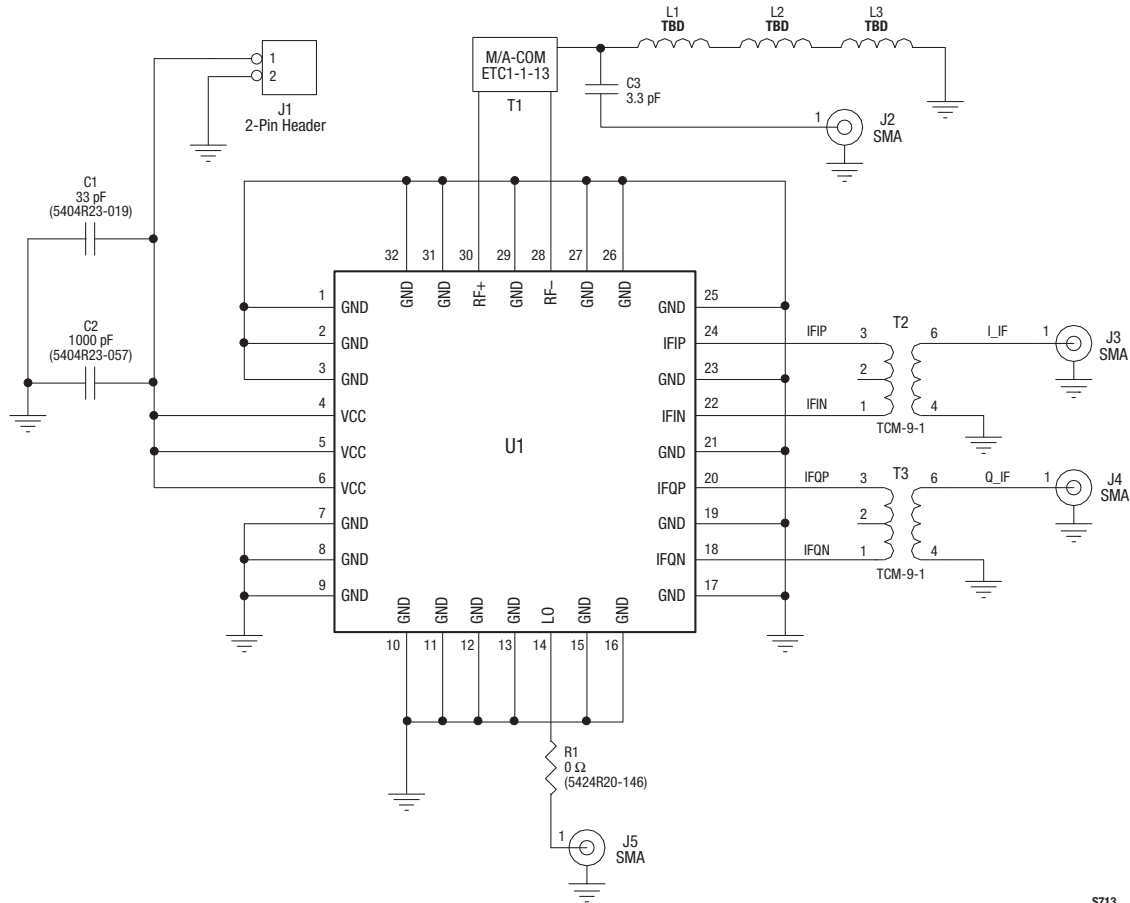 L1
TBD
L2
TBD
L3
TBD
M/A-COM
ETC1-1-13
T1
C3
3.3 pF
1
2
J1
2-Pin Header
1
J2
SMA
C1
33 pF
(5404R23-019)
C2
1000 pF
(5404R23-057)
32
31
30
29
28
27
26
GND
GND
RF+
GND
RF–
GND
GND
1
GND
2
GND
3
GND
4
VCC
5
VCC
6
VCC
7
GND
8
GND
9
GND
U1
25
GND
24
IFIP
23
GND
22
IFIN
21
GND
20
IFQP
19
GND
18
IFQN
17
GND
IFIP
3
T2
6
I_IF
1
J3
SMA
2
IFIN
1
4
TCM-9-1
IFQP
3
T3
6
Q_IF
1
J4
SMA
2
IFQN
1
4
TCM-9-1
GND
GND
GND
GND
LO
GND
GND
10
11
12
13
14
15
16
R1
0 Ω
(5424R20-146)
1
J5
SMA
S713